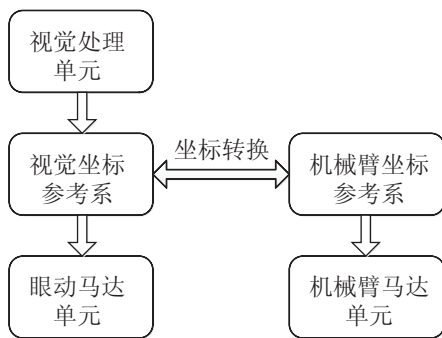 视觉处理
单元
视觉坐标
参考系
坐标转换
机械臂坐标
参考系
眼动马达
单元
机械臂马达
单元